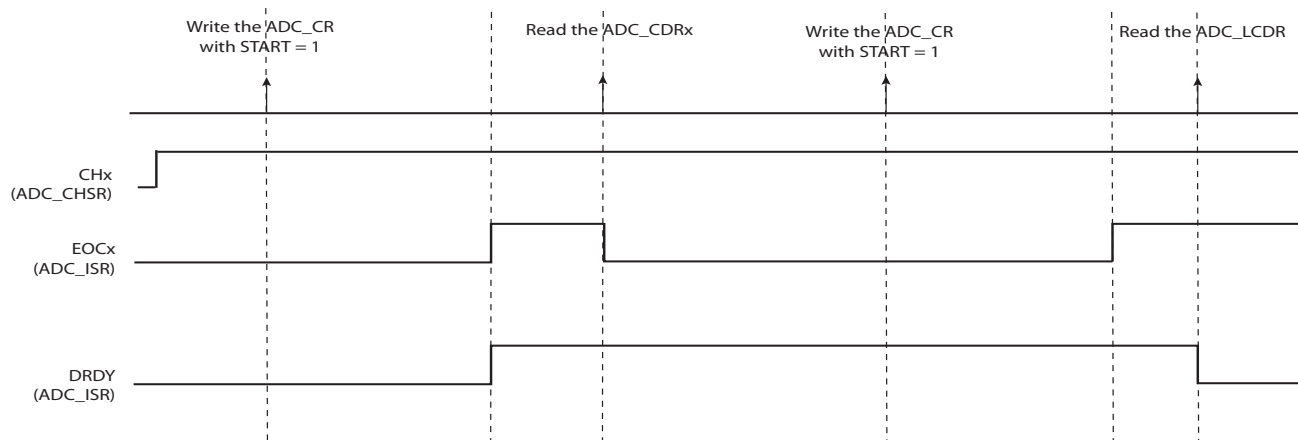 Write the ADC_CR
with START = 1
Read the ADC_CDRx
Write the ADC_CR
with START = 1
Read the ADC_LCDR
CHx
(ADC_CHSR)
EOCx
(ADC_ISR)
DRDY
(ADC_ISR)